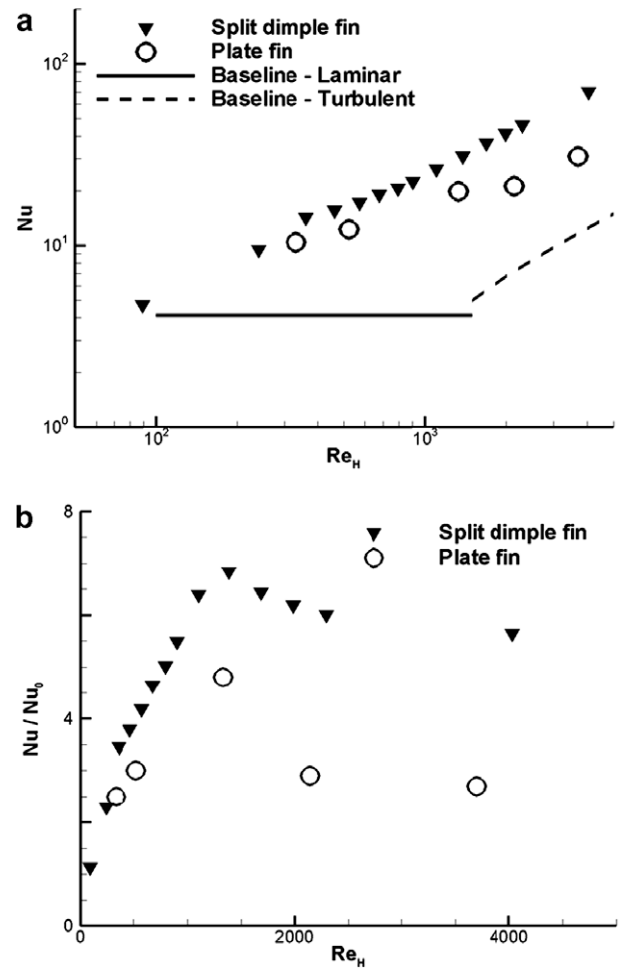 a
Split dimple fin
Plate fin
Baseline - Laminar
Baseline - Turbulent
10²
10¹
10⁰
Nu
10²
10³
Re_H
b
Split dimple fin
Plate fin
8
4
0
Nu / Nu₀
0
2000
4000
Re_H